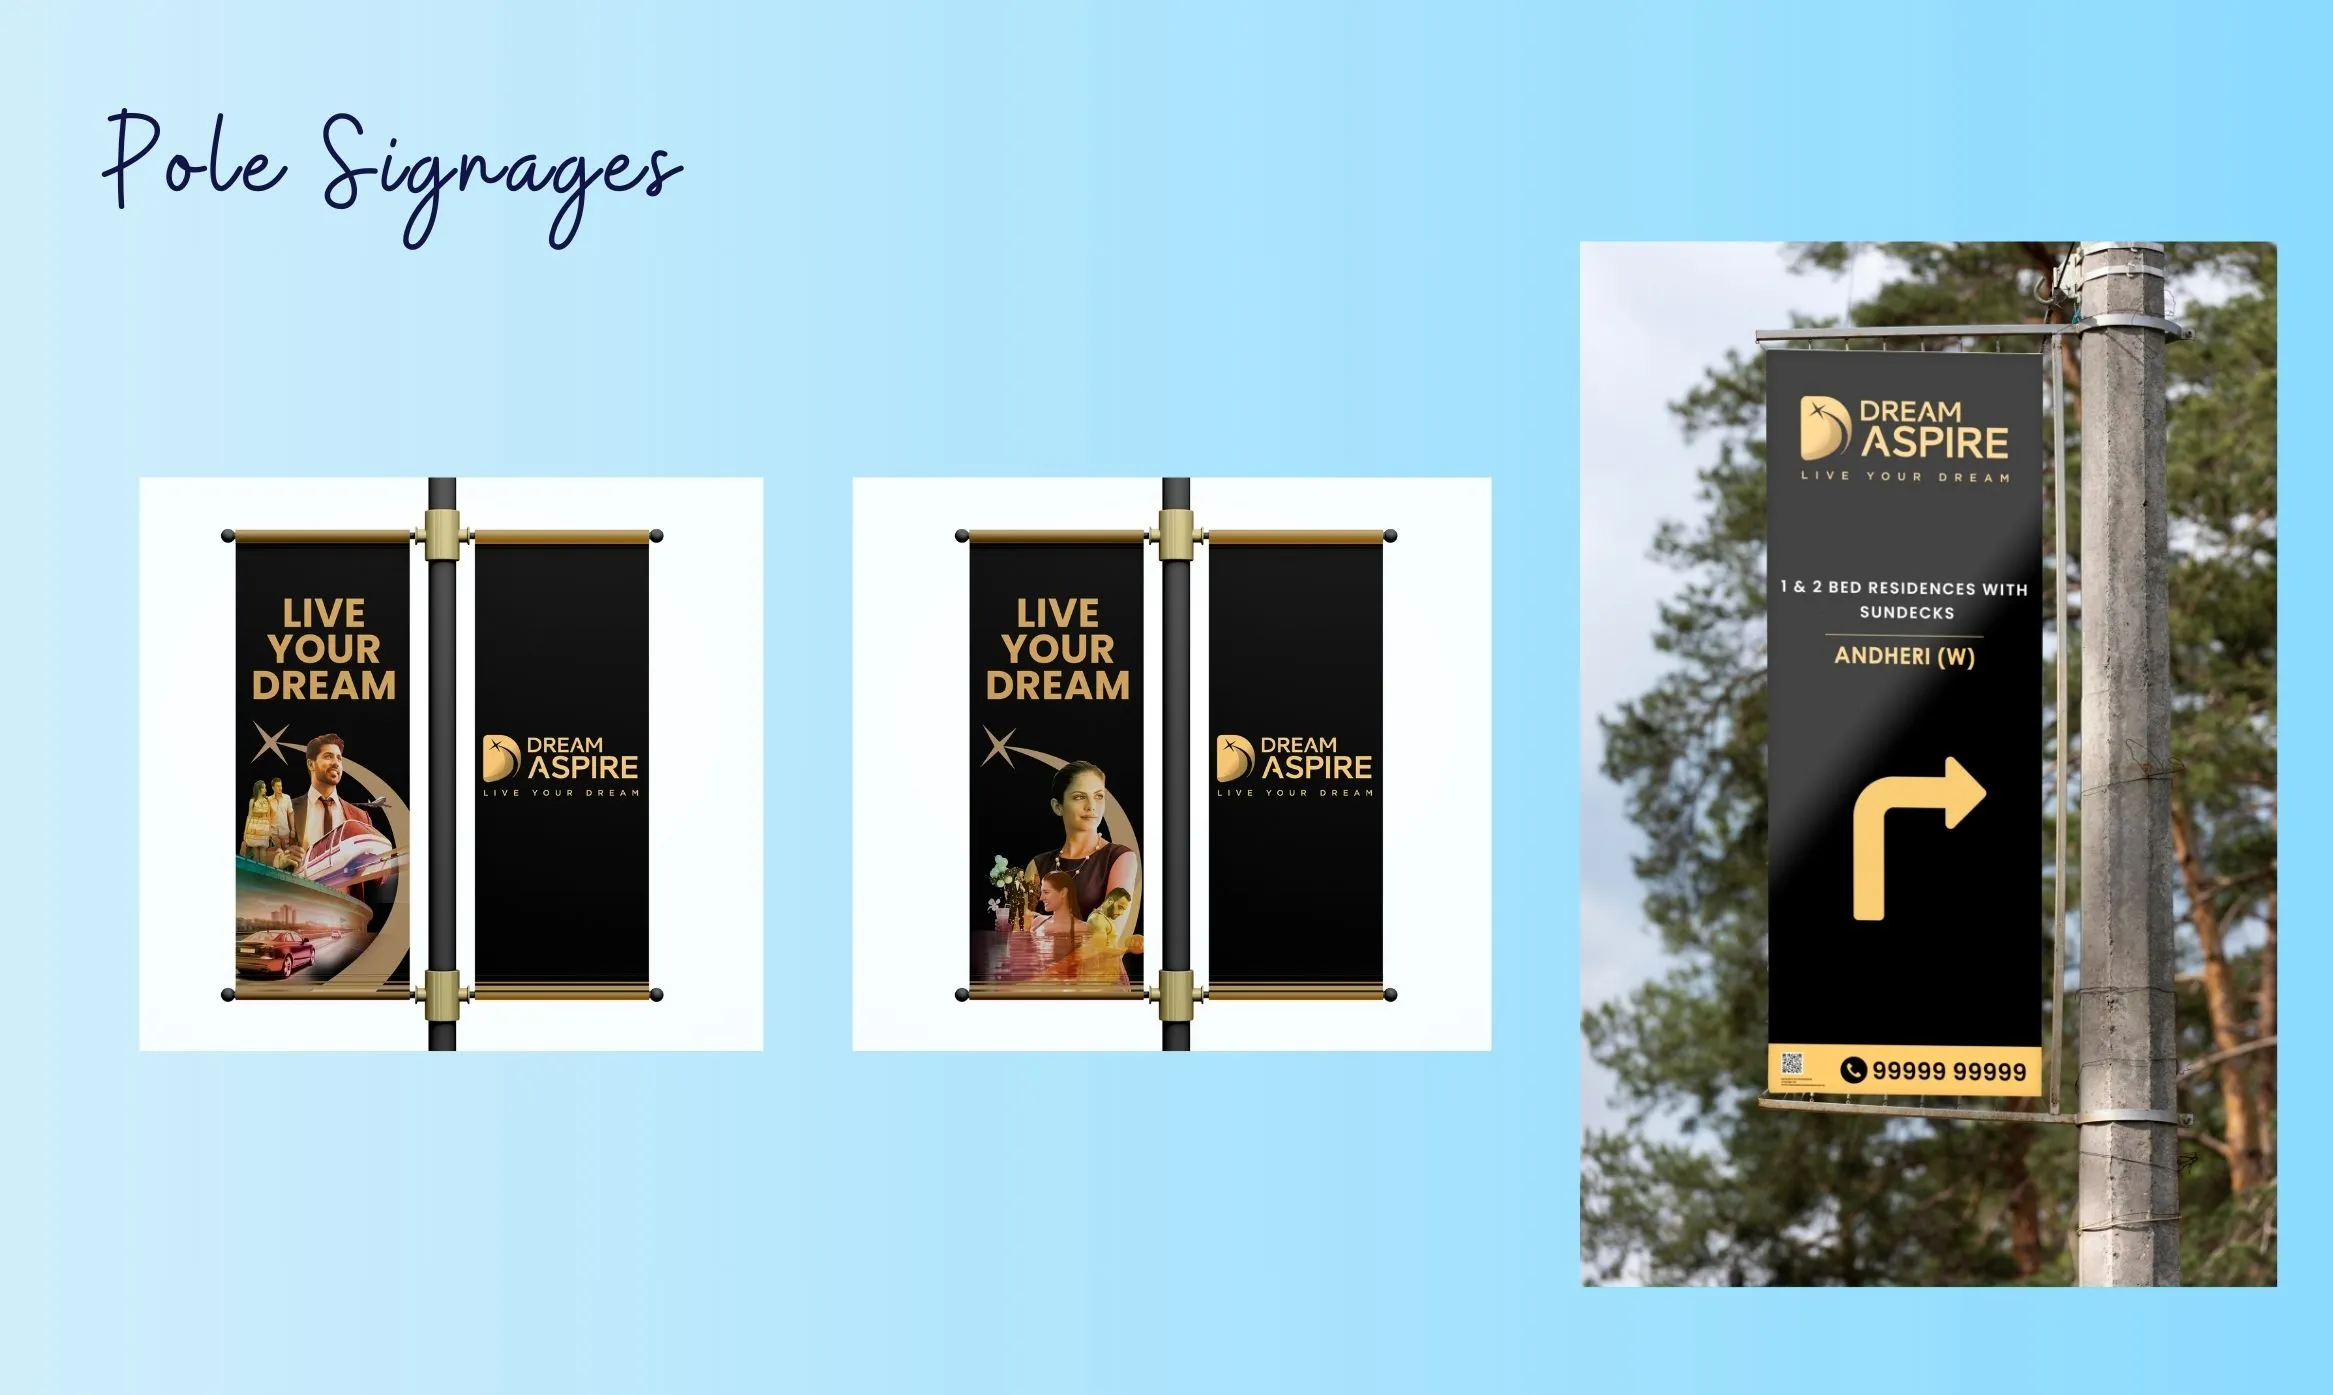 Pole Signages
LIVE
YOUR
DREAM
DREAM
ASPIRE
LIVE YOUR DREAM
LIVE
YOUR
DREAM
DREAM
ASPIRE
LIVE YOUR DREAM
DREAM
ASPIRE
LIVE YOUR DREAM
1 & 2 BED RESIDENCES WITH
SUNDECKS
ANDHERI (W)
99999 99999